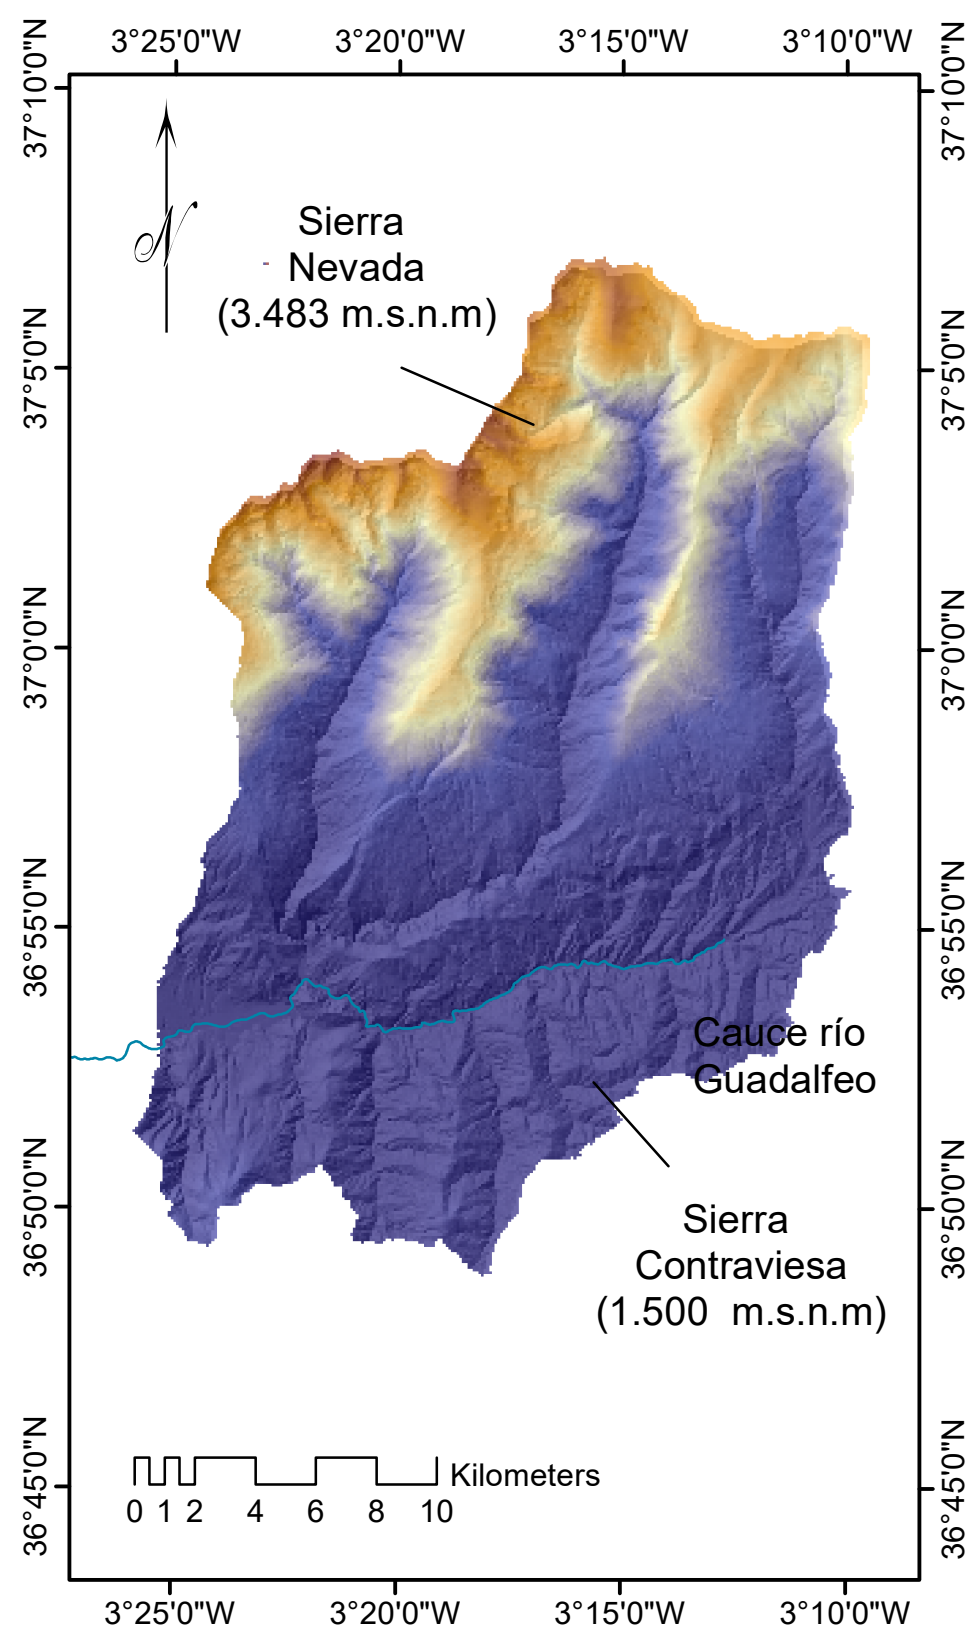 3°25'0"W 3°20'0"W 3°15'0"W 3°10'0"W
37°10'0"N
37°10'0"N
N
Sierra
Nevada
(3.483 m.s.n.m)
37°5'0"N
37°5'0"N
37°0'0"N
37°0'0"N
36°55'0"N
36°55'0"N
Cauce río
Guadalfeo
36°50'0"N
36°50'0"N
Sierra
Contraviesa
(1.500 m.s.n.m)
36°45'0"N
36°45'0"N
Kilometers
0 1 2 4 6 8 10
3°25'0"W 3°20'0"W 3°15'0"W 3°10'0"W